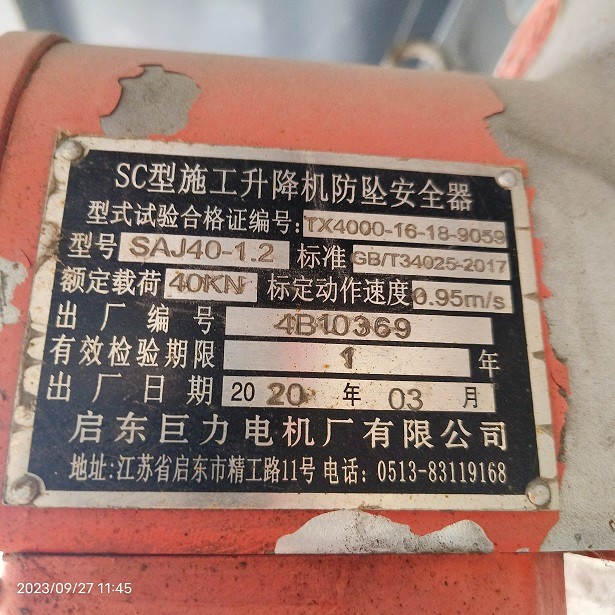 SC型施工升降机防坠安全器
型式试验合格证编号: TX4000-16-18-9059
型号 SAJ40-1.2 标准 GB/T34025-2017
额定载荷 40KN 标定动作速度 0.95m/s
出厂编号 4B10369
有效检验期限 1 年
出厂日期 2020 年 03 月
启东巨力电机厂有限公司
地址:江苏省启东市精工路11号 电话: 0513-83119168
2023/09/27 11:45